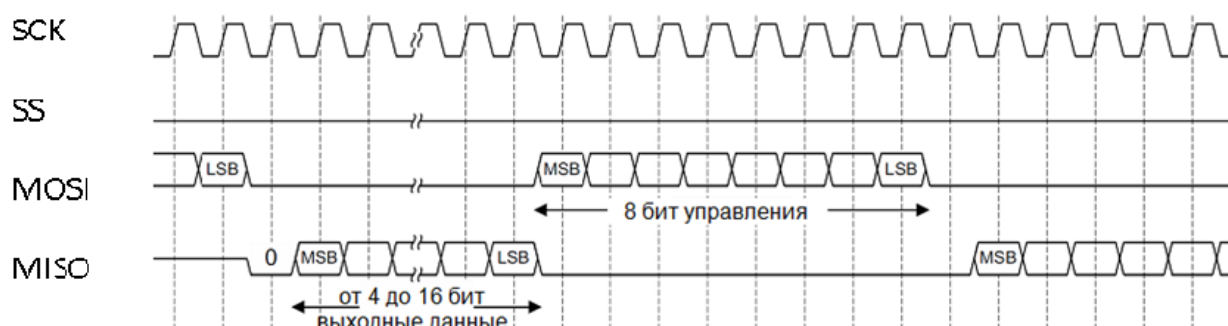 SCK
SS
MOSI
LSB
MSB
LSB
8 бит управления
MISO
0
MSB
LSB
MSB
от 4 до 16 бит
выходные данные